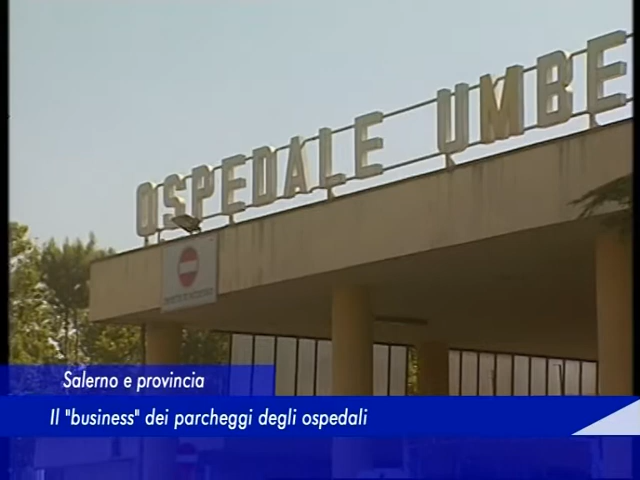 OSPEDALE UMBE
Salerno e provincia
Il "business" dei parcheggi degli ospedali